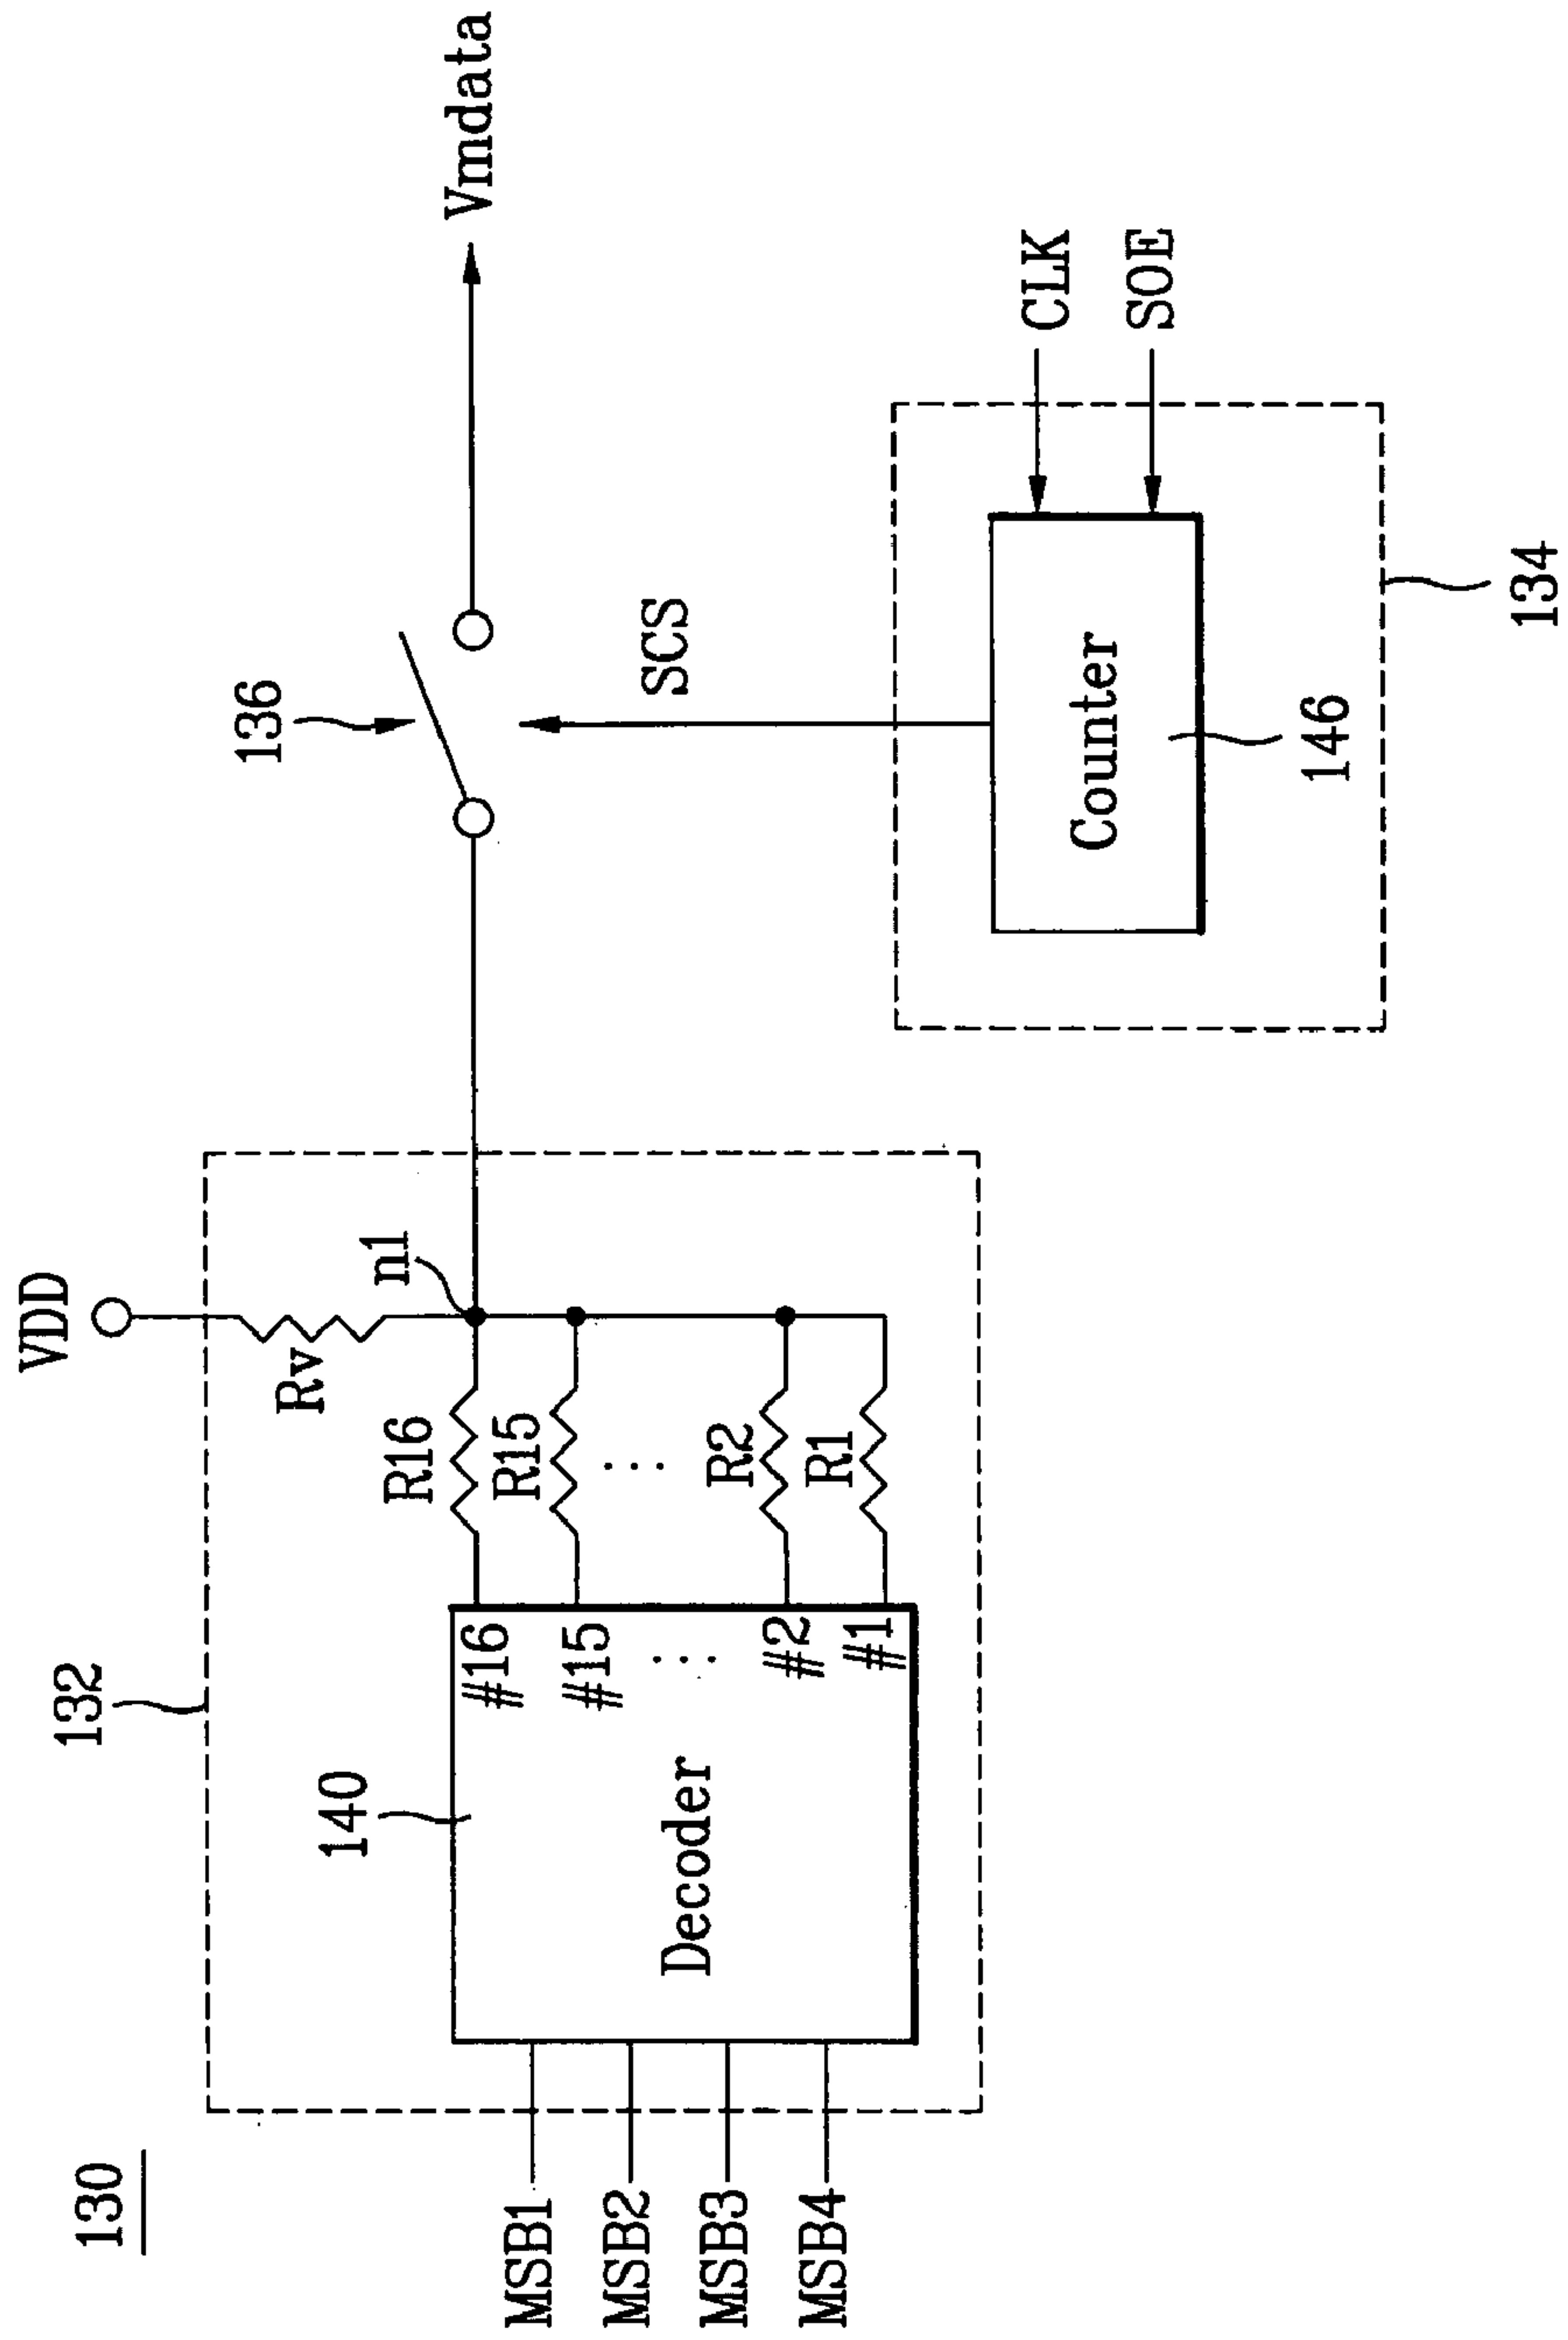 130
132
VDD
Rv
n1
140
R16
R15
⋮
R2
R1
#16
#15
⋮
#2
#1
Decoder
MSB1
MSB2
MSB3
MSB4
136
Vmdata
SCS
CLK
SOE
Counter
146
134